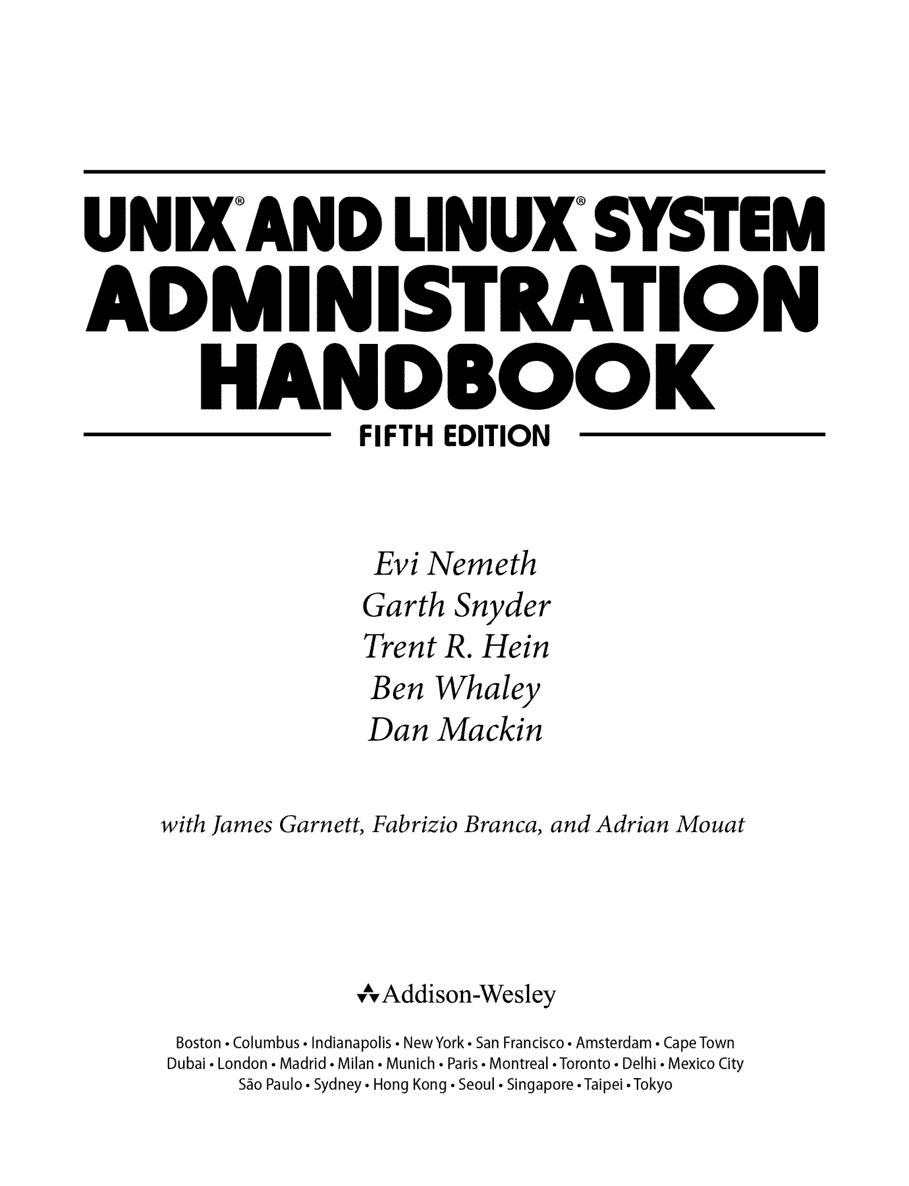 UNIX® AND LINUX® SYSTEM
ADMINISTRATION
HANDBOOK
FIFTH EDITION
Evi Nemeth
Garth Snyder
Trent R. Hein
Ben Whaley
Dan Mackin
with James Garnett, Fabrizio Branca, and Adrian Mouat
Addison-Wesley
Boston • Columbus • Indianapolis • New York • San Francisco • Amsterdam • Cape Town
Dubai • London • Madrid • Milan • Munich • Paris • Montreal • Toronto • Delhi • Mexico City
São Paulo • Sydney • Hong Kong • Seoul • Singapore • Taipei • Tokyo